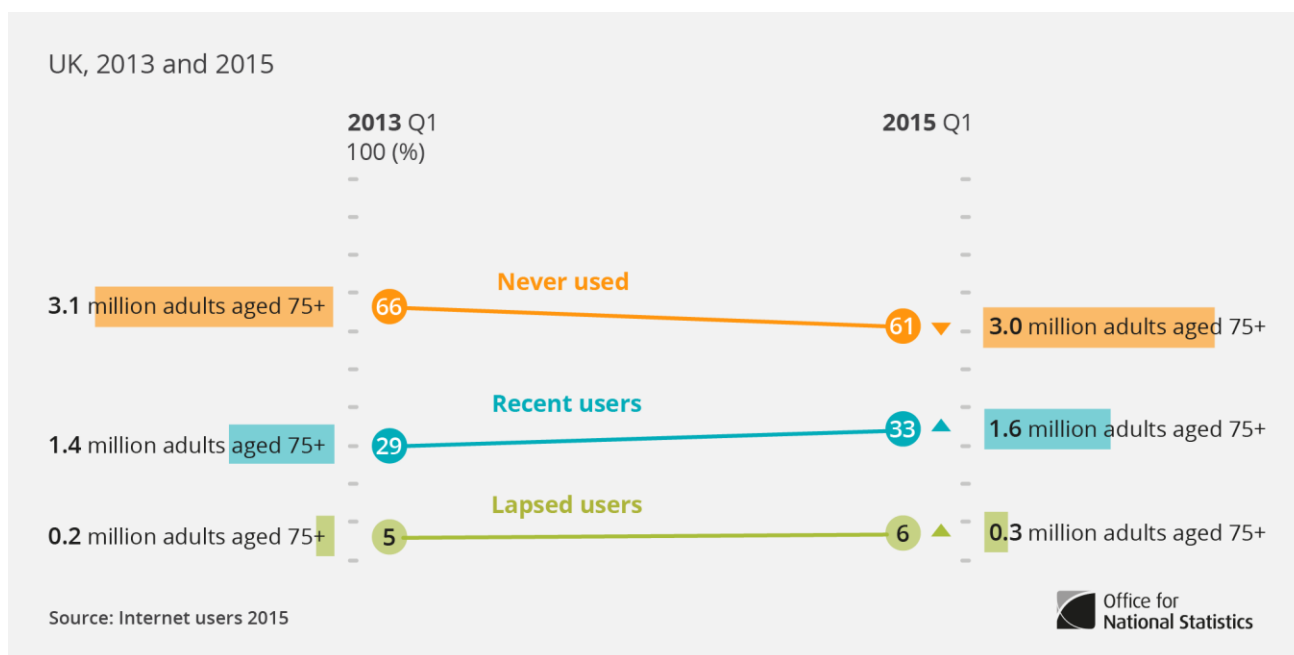 UK, 2013 and 2015
2013 Q1
2015 Q1
100 (%)
Never used
3.1 million adults aged 75+
66
61
3.0 million adults aged 75+
Recent users
1.4 million adults aged 75+
29
33
1.6 million adults aged 75+
Lapsed users
0.2 million adults aged 75+
5
6
0.3 million adults aged 75+
Source: Internet users 2015
Office for
National Statistics